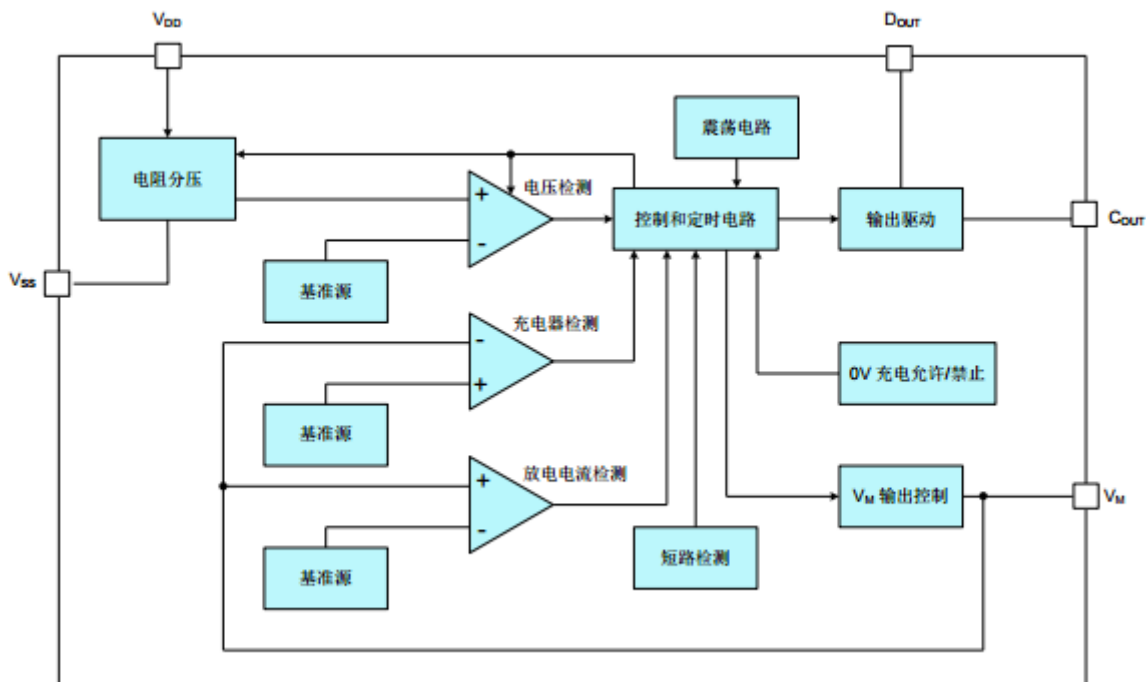 VDD
DOUT
震荡电路
电阻分压
电压检测
+
-
控制和定时电路
输出驱动
COUT
VSS
基准源
充电器检测
-
+
0V 充电允许/禁止
基准源
放电电流检测
+
-
VM 输出控制
VM
短路检测
基准源